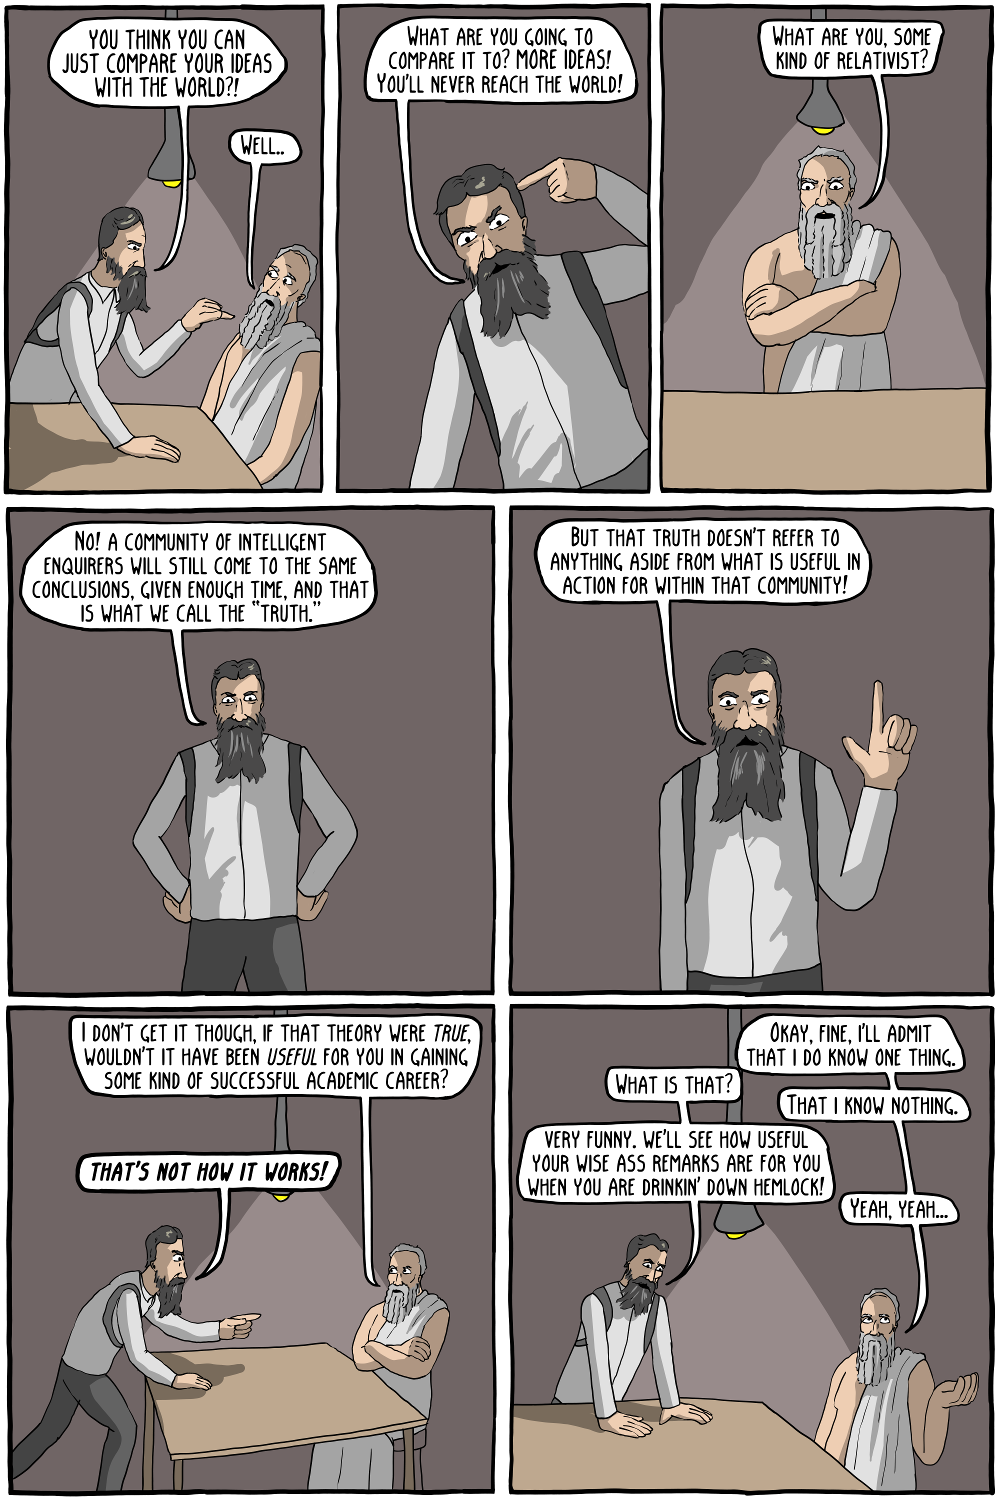 YOU THINK YOU CAN
JUST COMPARE YOUR IDEAS
WITH THE WORLD?!
WELL..
WHAT ARE YOU GOING TO
COMPARE IT TO? MORE IDEAS!
YOU'LL NEVER REACH THE WORLD!
WHAT ARE YOU, SOME
KIND OF RELATIVIST?
NO! A COMMUNITY OF INTELLIGENT
ENQUIRERS WILL STILL COME TO THE SAME
CONCLUSIONS, GIVEN ENOUGH TIME, AND THAT
IS WHAT WE CALL THE "TRUTH."
BUT THAT TRUTH DOESN'T REFER TO
ANYTHING ASIDE FROM WHAT IS USEFUL IN
ACTION FOR WITHIN THAT COMMUNITY!
I DON'T GET IT THOUGH, IF THAT THEORY WERE TRUE,
WOULDN'T IT HAVE BEEN USEFUL FOR YOU IN GAINING
SOME KIND OF SUCCESSFUL ACADEMIC CAREER?
THAT'S NOT HOW IT WORKS!
OKAY, FINE, I'LL ADMIT
THAT I DO KNOW ONE THING.
WHAT IS THAT?
THAT I KNOW NOTHING.
VERY FUNNY. WE'LL SEE HOW USEFUL
YOUR WISE ASS REMARKS ARE FOR YOU
WHEN YOU ARE DRINKIN' DOWN HEMLOCK!
YEAH, YEAH...